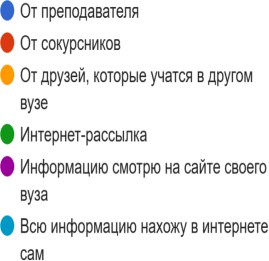 От преподавателя
От сокурсников
От друзей, которые учатся в другом
вузе
Интернет-рассылка
Информацию смотрю на сайте своего
вуза
Всю информацию нахожу в интернете
сам